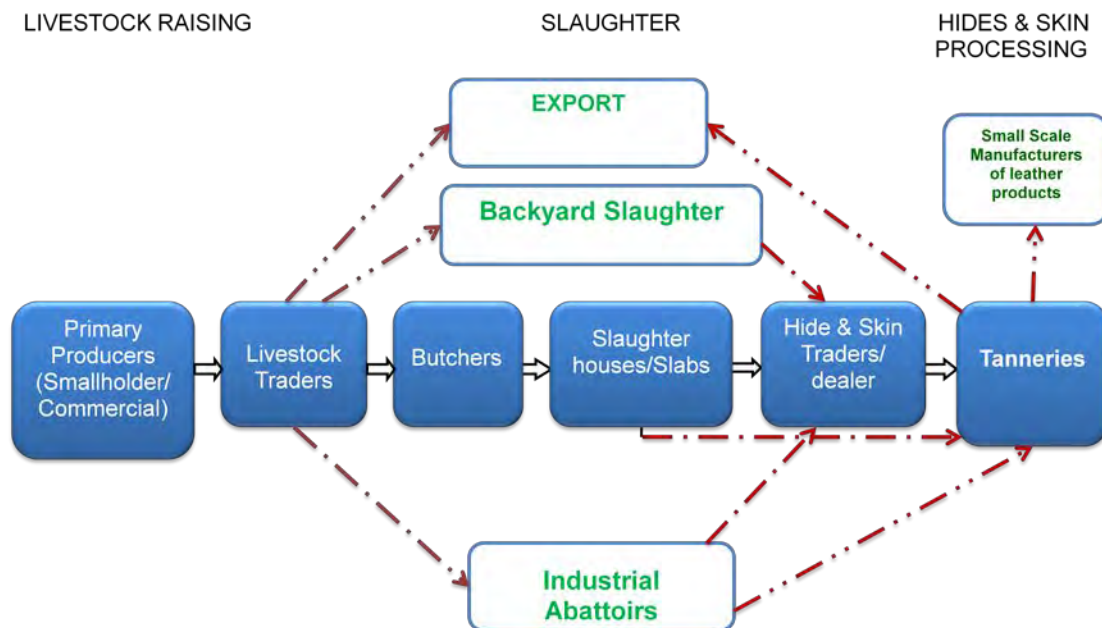 LIVESTOCK RAISING
SLAUGHTER
HIDES & SKIN
PROCESSING
EXPORT
Small Scale
Manufacturers
of leather
products
Backyard Slaughter
Primary
Producers
(Smallholder/
Commercial)
Livestock
Traders
Butchers
Slaughter
houses/Slabs
Hide & Skin
Traders/
dealer
Tanneries
Industrial
Abattoirs